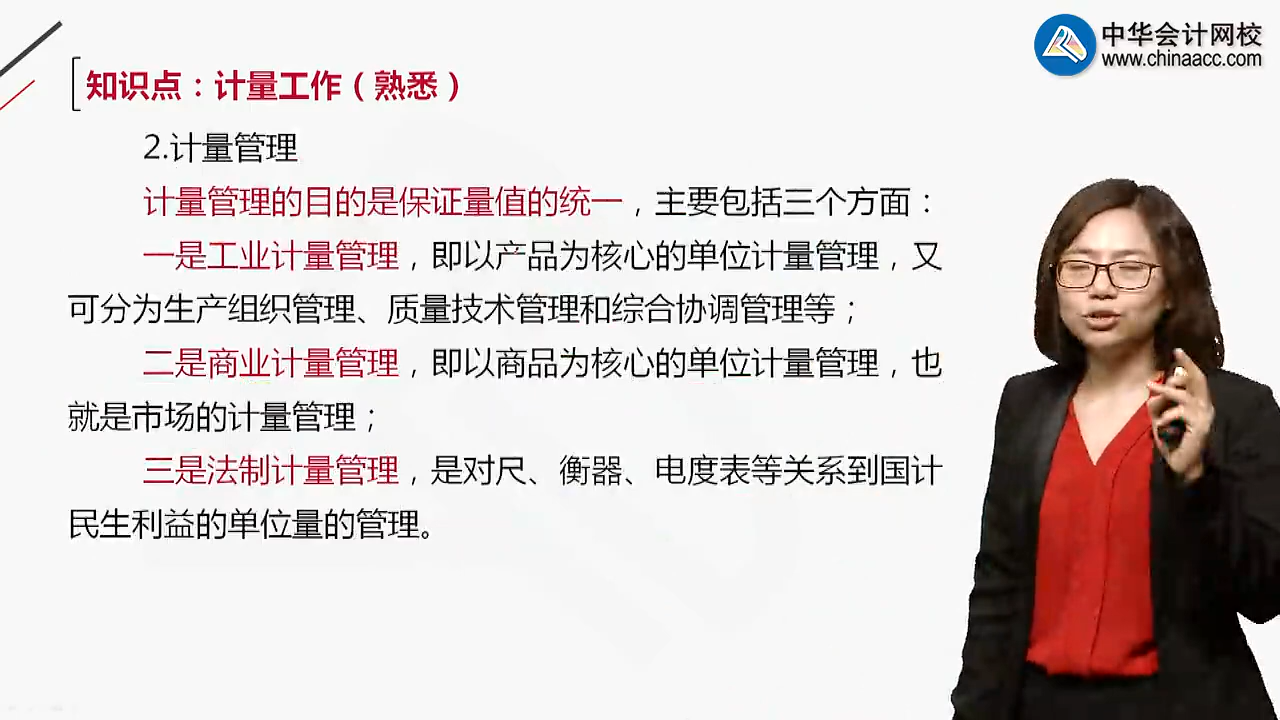 中华会计网校
www.chinaacc.com
知识点：计量工作（熟悉）
2.计量管理
计量管理的目的是保证量值的统一，主要包括三个方面：
一是工业计量管理，即以产品为核心的单位计量管理，又
可分为生产组织管理、质量技术管理和综合协调管理等；
二是商业计量管理，即以商品为核心的单位计量管理，也
就是市场的计量管理；
三是法制计量管理，是对尺、衡器、电度表等关系到国计
民生利益的单位量的管理。